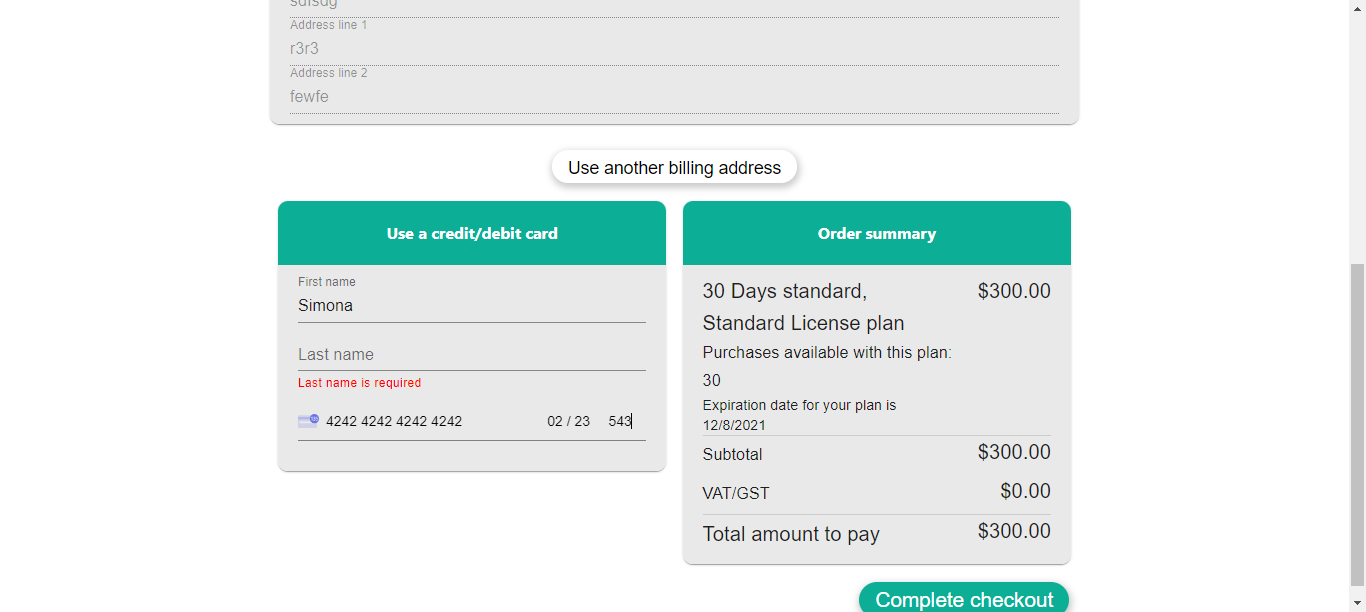 Address line 1
r3r3
Address line 2
fewfe
Use another billing address
Use a credit/debit card
First name
Simona
Last name
Last name is required
4242 4242 4242 4242 02 / 23 543
Order summary
30 Days standard, $300.00
Standard License plan
Purchases available with this plan:
30
Expiration date for your plan is
12/8/2021
Subtotal $300.00
VAT/GST $0.00
Total amount to pay $300.00
Complete checkout